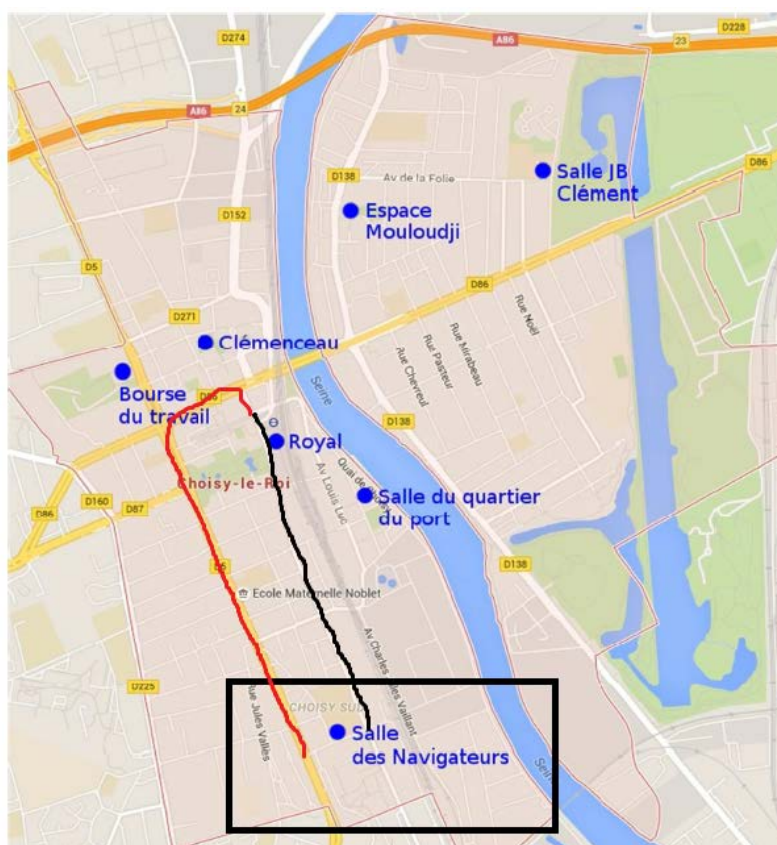 D274
D228
A86
23
A86
24
D138
Av de la Folie
Salle JB
Clément
D86
Espace
Mouloudji
D152
D5
D86
D271
Clémenceau
Rue Noël
Rue Mirabeau
Rue Pasteur
Rue Chevreul
Seine
Bourse
du travail
D138
Royal
Choisy-le-Roi
Av Louis Luc
Quai de
Salle du quartier
du port
D160
D87
D86
D5
D138
Ecole Maternelle Noblet
Av Charles
Jules Vaillant
D225
Rue Jules Vallès
CHOISY SUD
Salle
des Navigateurs
Seine